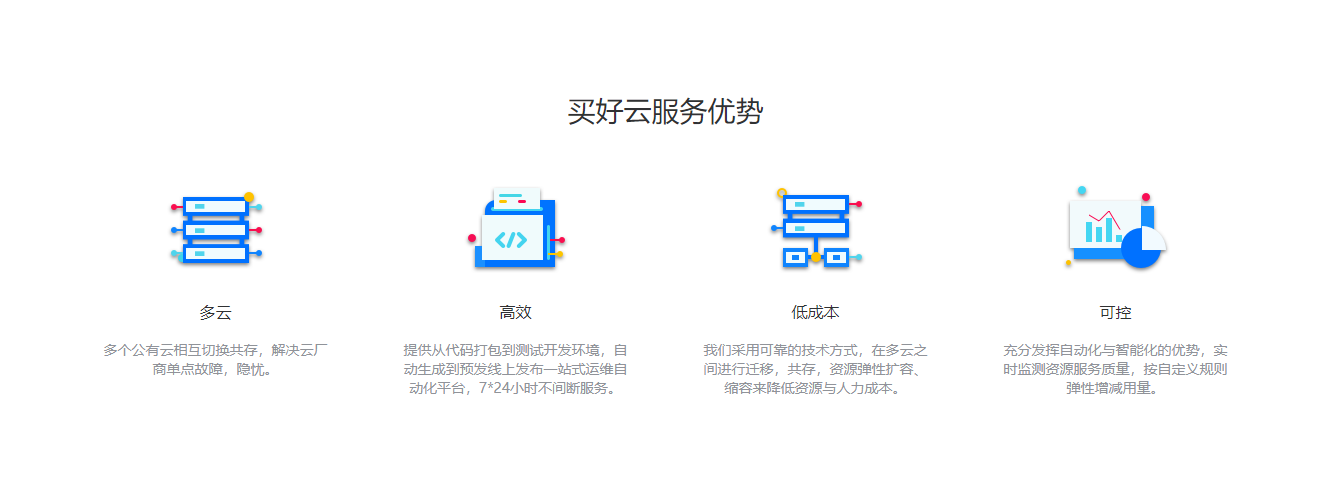 买好云服务优势
多云
多个公有云相互切换共存，解决云厂
商单点故障，隐忧。
高效
提供从代码打包到测试开发环境，自
动生成到预发线上发布一站式运维自
动化平台，7*24小时不间断服务。
低成本
我们采用可靠的技术方式，在多云之
间进行迁移，共存，资源弹性扩容、
缩容来降低资源与人力成本。
可控
充分发挥自动化与智能化的优势，实
时监测资源服务质量，按自定义规则
弹性增减用量。